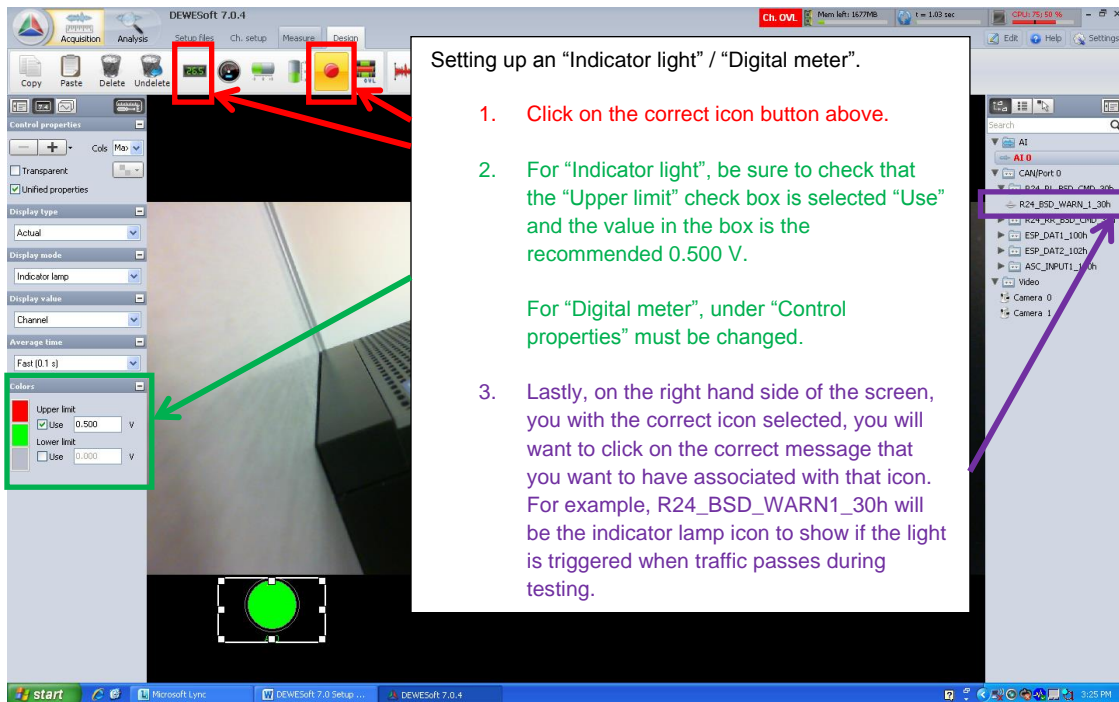 DEWESoft 7.0.4
Ch. OVL
Mem left: 1677MB
t = 1.03 sec
CPU: 75; 50 %
Acquisition
Analysis
Setup files
Ch. setup
Measure
Design
Edit
Help
Settings
Copy
Paste
Delete
Undelete
OVL
Control properties
Cols
Transparent
Unified properties
Display type
Actual
Display mode
Indicator lamp
Display value
Channel
Average time
Fast (0.1 s)
Colors
Upper limit
Use 0.500 V
Lower limit
Use 0.000 V
Setting up an “Indicator light” / “Digital meter”.
1. Click on the correct icon button above.
2. For “Indicator light”, be sure to check that
the “Upper limit” check box is selected “Use”
and the value in the box is the
recommended 0.500 V.
For “Digital meter”, under “Control
properties” must be changed.
3. Lastly, on the right hand side of the screen,
you with the correct icon selected, you will
want to click on the correct message that
you want to have associated with that icon.
For example, R24_BSD_WARN1_30h will
be the indicator lamp icon to show if the light
is triggered when traffic passes during
testing.
Search
AI
AI 0
CAN/Port 0
R24_BSD_WARN_1_30h
ESP_DAT1_100h
ESP_DAT2_102h
Video
Camera 0
Camera 1
start
Microsoft Lync
DEWESoft 7.0 Setup ...
DEWESoft 7.0.4
3:25 PM